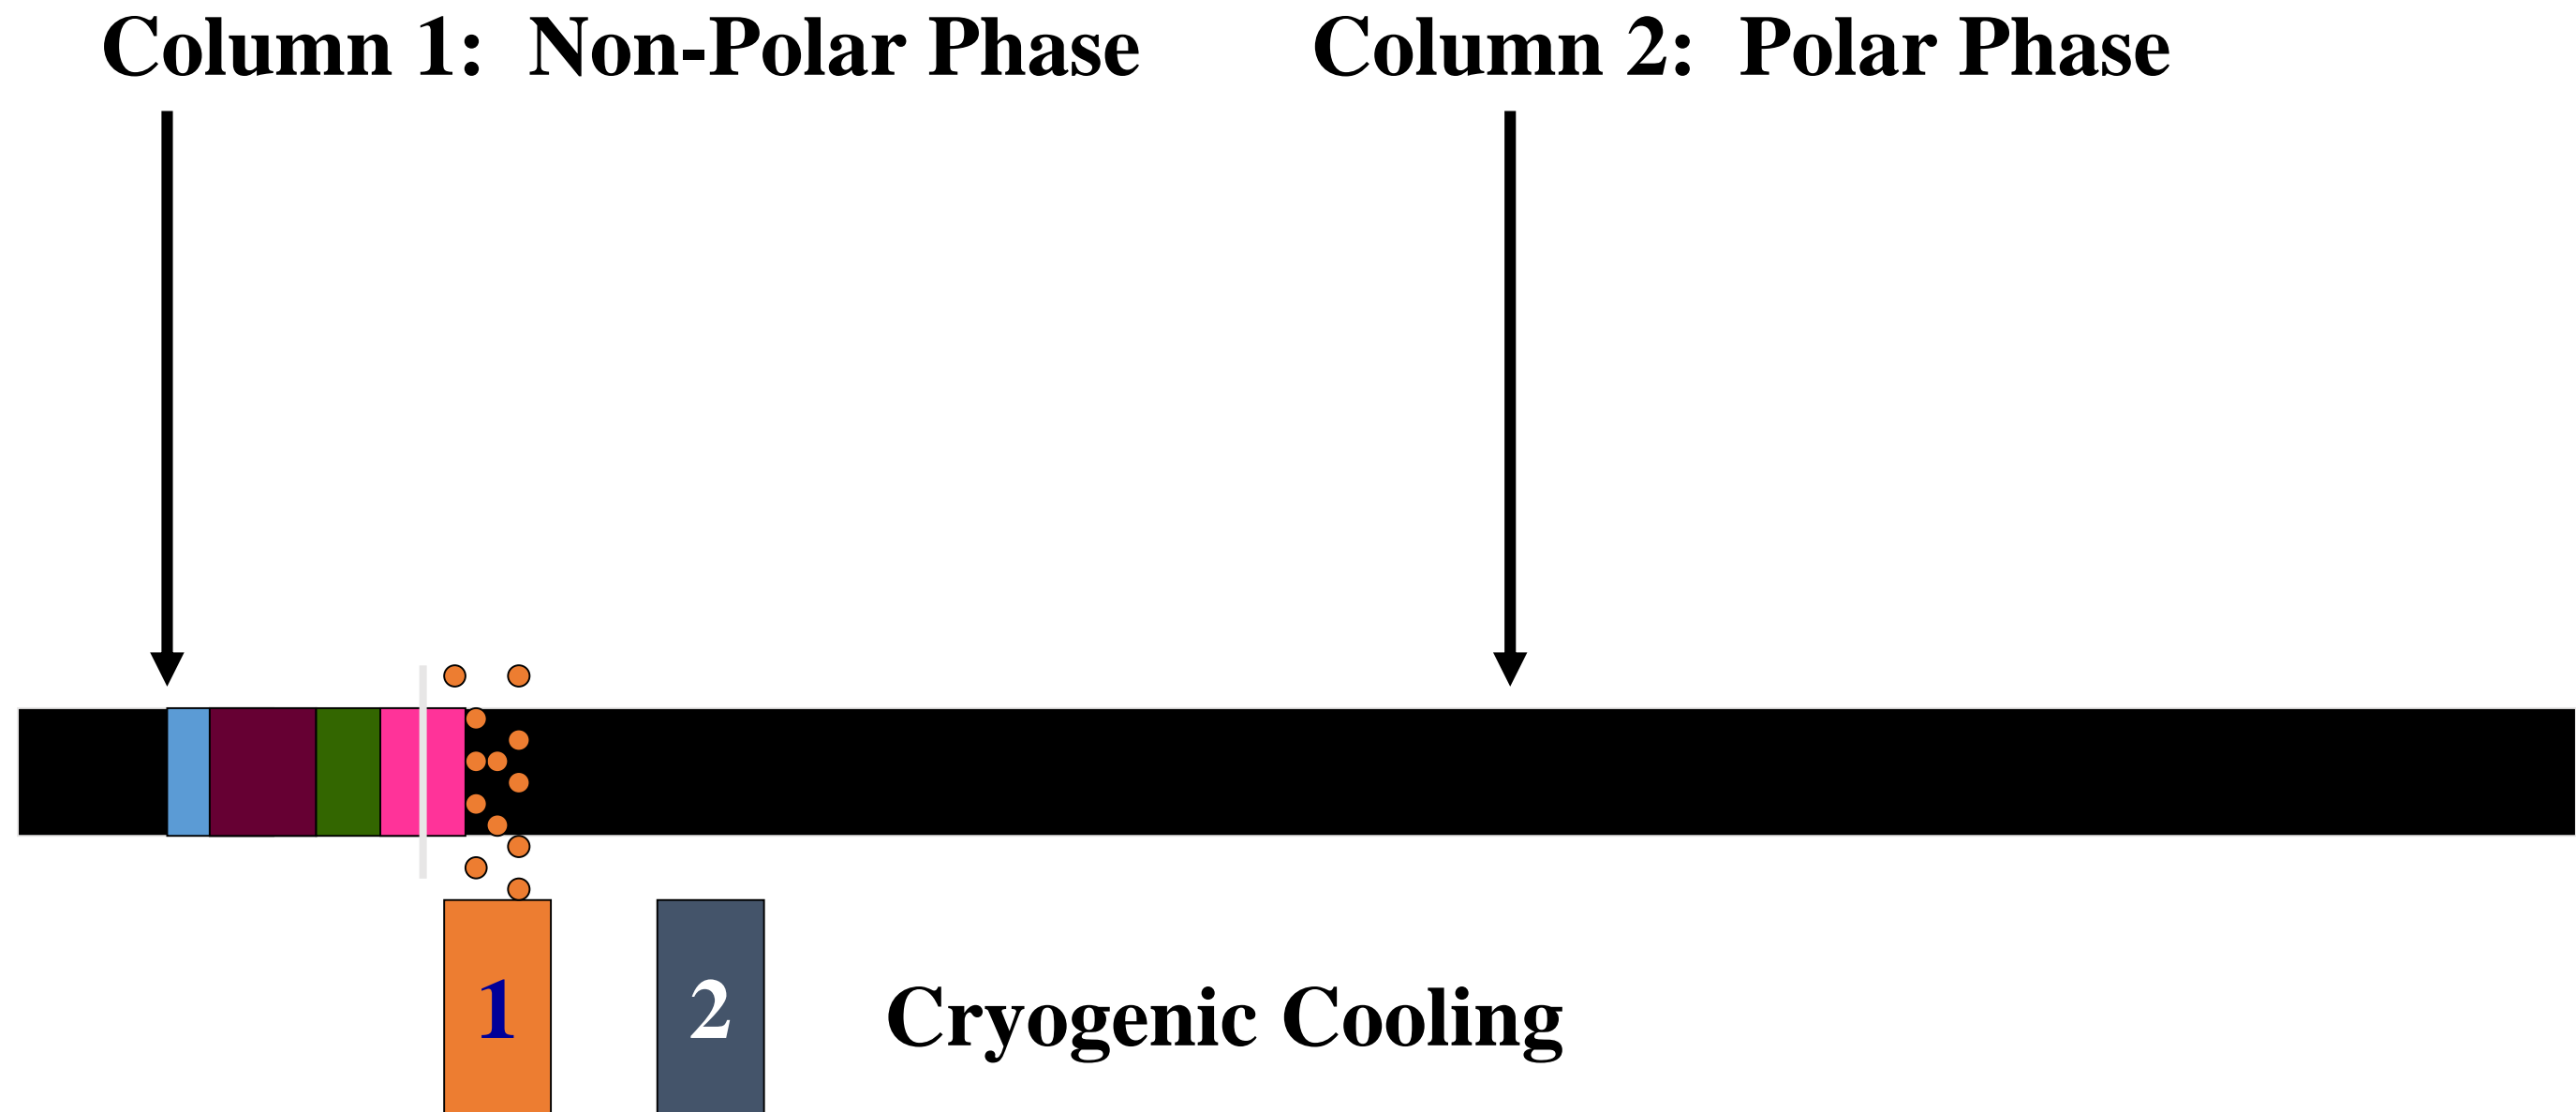 Column 1: Non-Polar Phase
Column 2: Polar Phase
1
2
Cryogenic Cooling